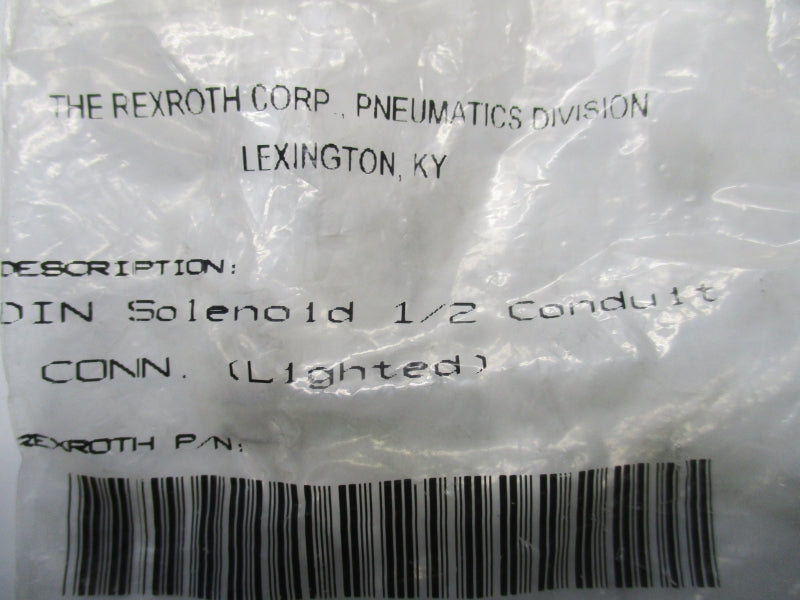 THE REXROTH CORP., PNEUMATICS DIVISION
LEXINGTON, KY
DESCRIPTION:
DIN Solenoid 1/2 Conduit
CONN. (Lighted)
REXROTH P/N: